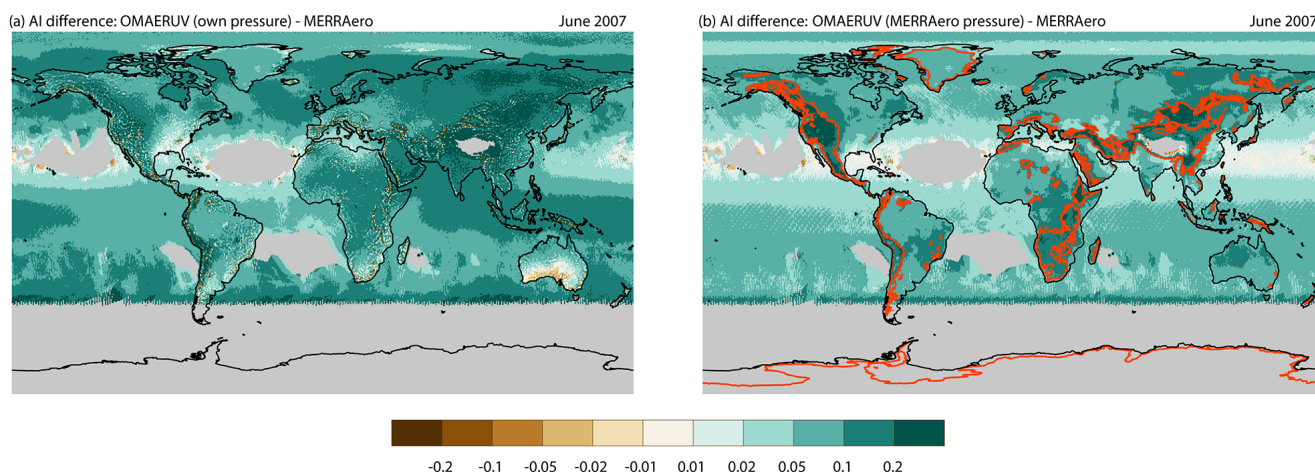 (a) AI difference: OMAERUV (own pressure) - MERRAero June 2007
(b) AI difference: OMAERUV (MERRAero pressure) - MERRAero June 2007
-0.2 -0.1 -0.05 -0.02 -0.01 0.01 0.02 0.05 0.1 0.2